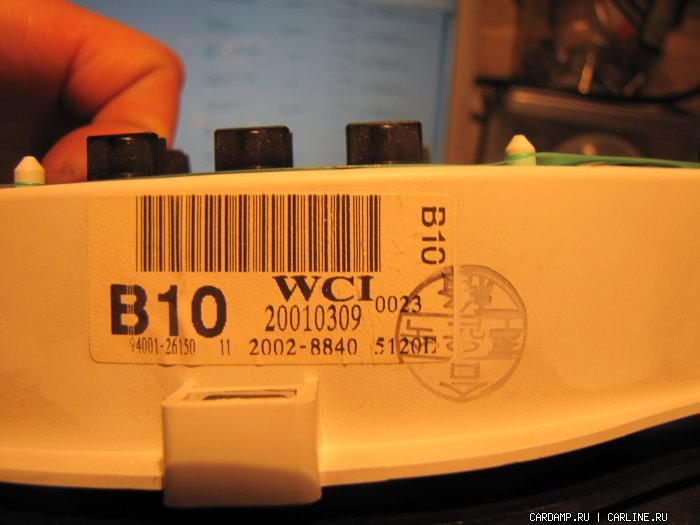 B10
WCI
0023
B10
20010309
94001-26150 11 2002-8840 5120D
CARDAMP.RU | CARLINE.RU